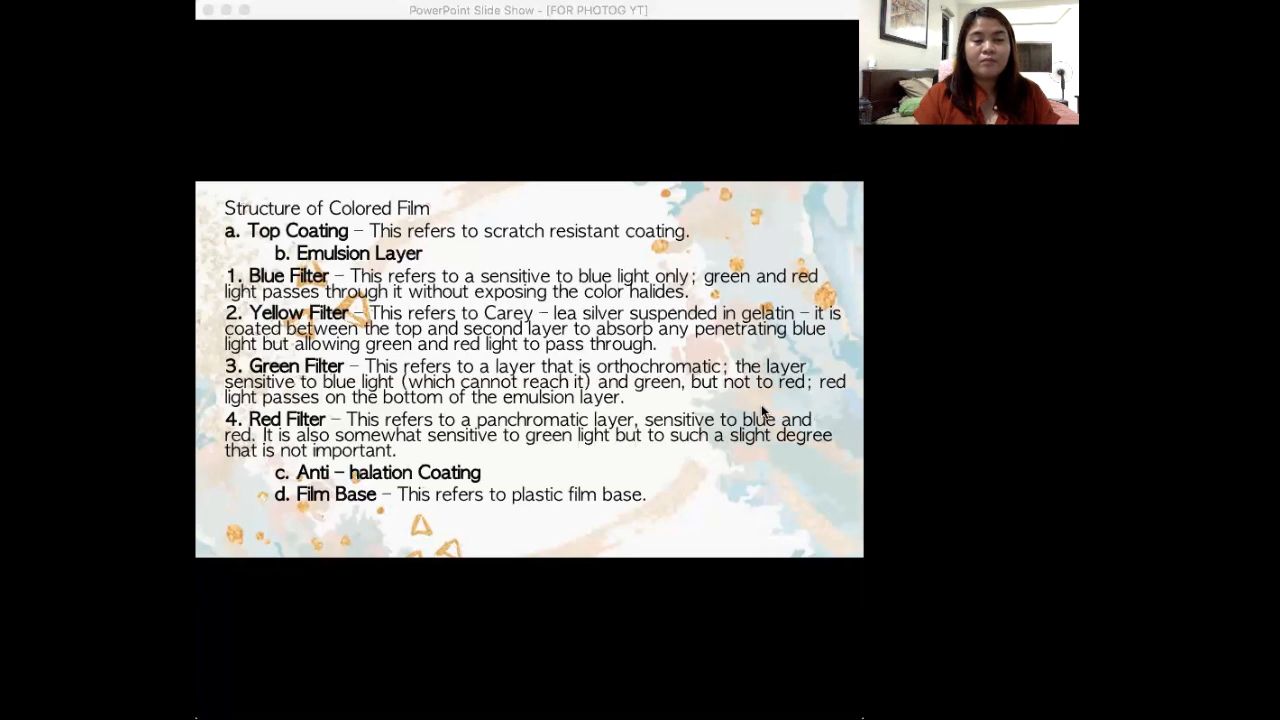 PowerPoint Slide Show - [FOR PHOTOG YT]
Structure of Colored Film
a. Top Coating – This refers to scratch resistant coating.
b. Emulsion Layer
1. Blue Filter – This refers to a sensitive to blue light only; green and red
light passes through it without exposing the color halides.
2. Yellow Filter – This refers to Carey – lea silver suspended in gelatin – it is
coated between the top and second layer to absorb any penetrating blue
light but allowing green and red light to pass through.
3. Green Filter – This refers to a layer that is orthochromatic; the layer
sensitive to blue light (which cannot reach it) and green, but not to red; red
light passes on the bottom of the emulsion layer.
4. Red Filter – This refers to a panchromatic layer, sensitive to blue and
red. It is also somewhat sensitive to green light but to such a slight degree
that is not important.
c. Anti – halation Coating
d. Film Base – This refers to plastic film base.